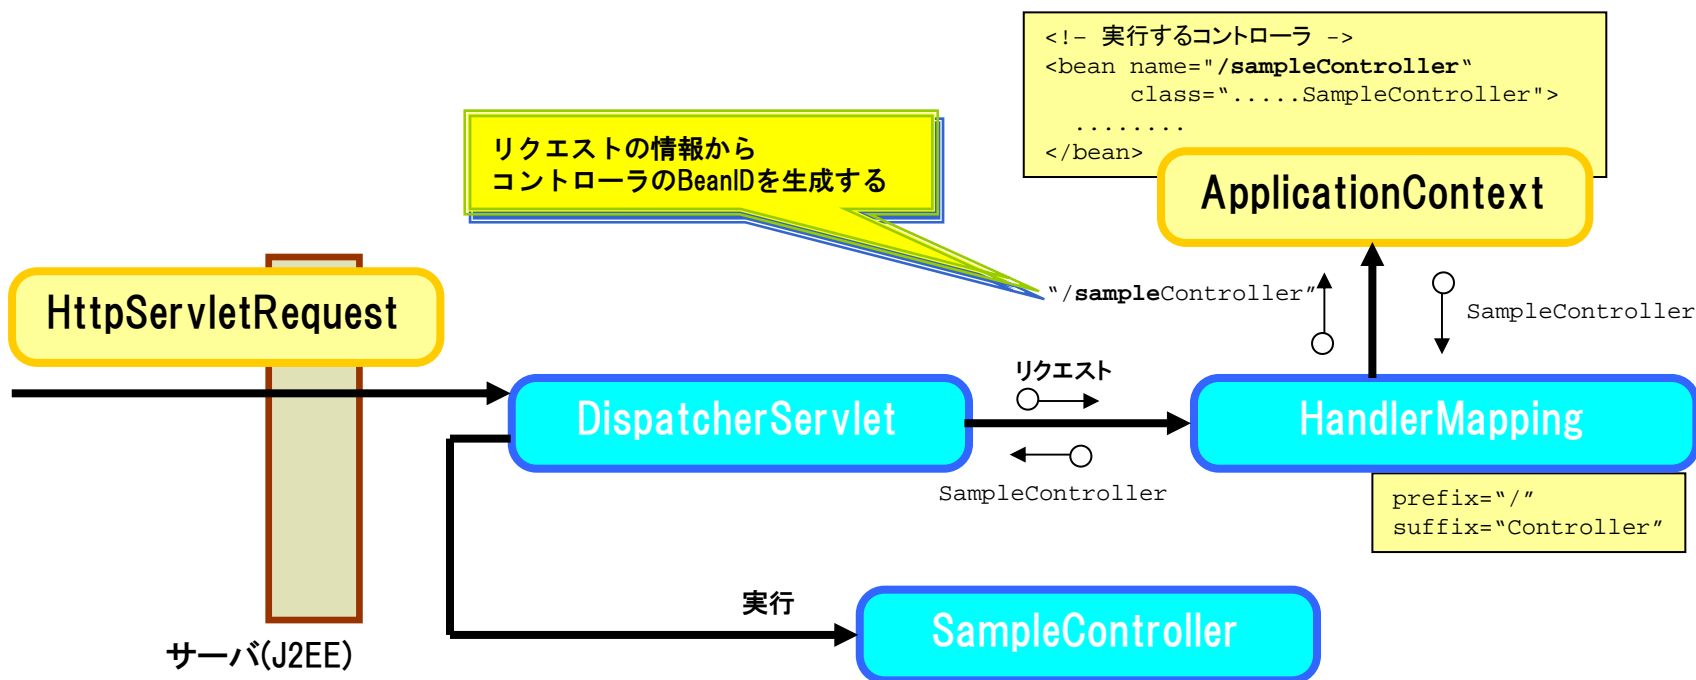 <!– 実行するコントローラ ->
<bean name="/sampleController“
class=“.....SampleController">
........
</bean>
リクエストの情報から
コントローラのBeanIDを生成する
ApplicationContext
HttpServletRequest
“/sampleController”
SampleController
リクエスト
DispatcherServlet
HandlerMapping
SampleController
prefix=“/”
suffix=“Controller”
実行
SampleController
サーバ(J2EE)